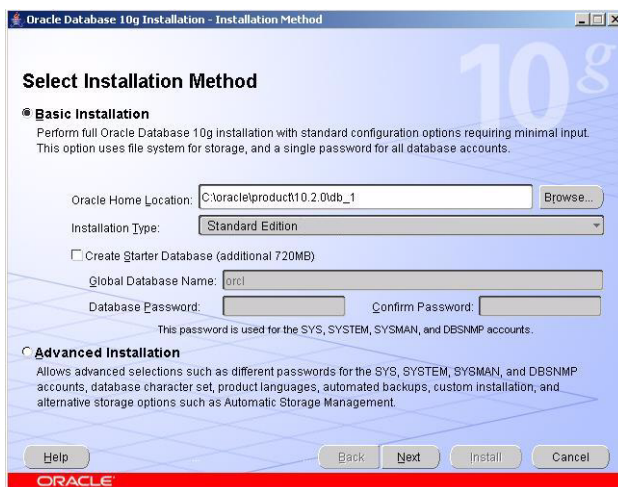 Oracle Database 10g Installation - Installation Method
10g
Select Installation Method
Basic Installation
Perform full Oracle Database 10g installation with standard configuration options requiring minimal input.
This option uses file system for storage, and a single password for all database accounts.
Oracle Home Location: C:\oracle\product\10.2.0\db_1 Browse...
Installation Type: Standard Edition
Create Starter Database (additional 720MB)
Global Database Name: orcl
Database Password: Confirm Password:
This password is used for the SYS, SYSTEM, SYSMAN, and DBSNMP accounts.
Advanced Installation
Allows advanced selections such as different passwords for the SYS, SYSTEM, SYSMAN, and DBSNMP
accounts, database character set, product languages, automated backups, custom installation, and
alternative storage options such as Automatic Storage Management.
Help Back Next Install Cancel
ORACLE